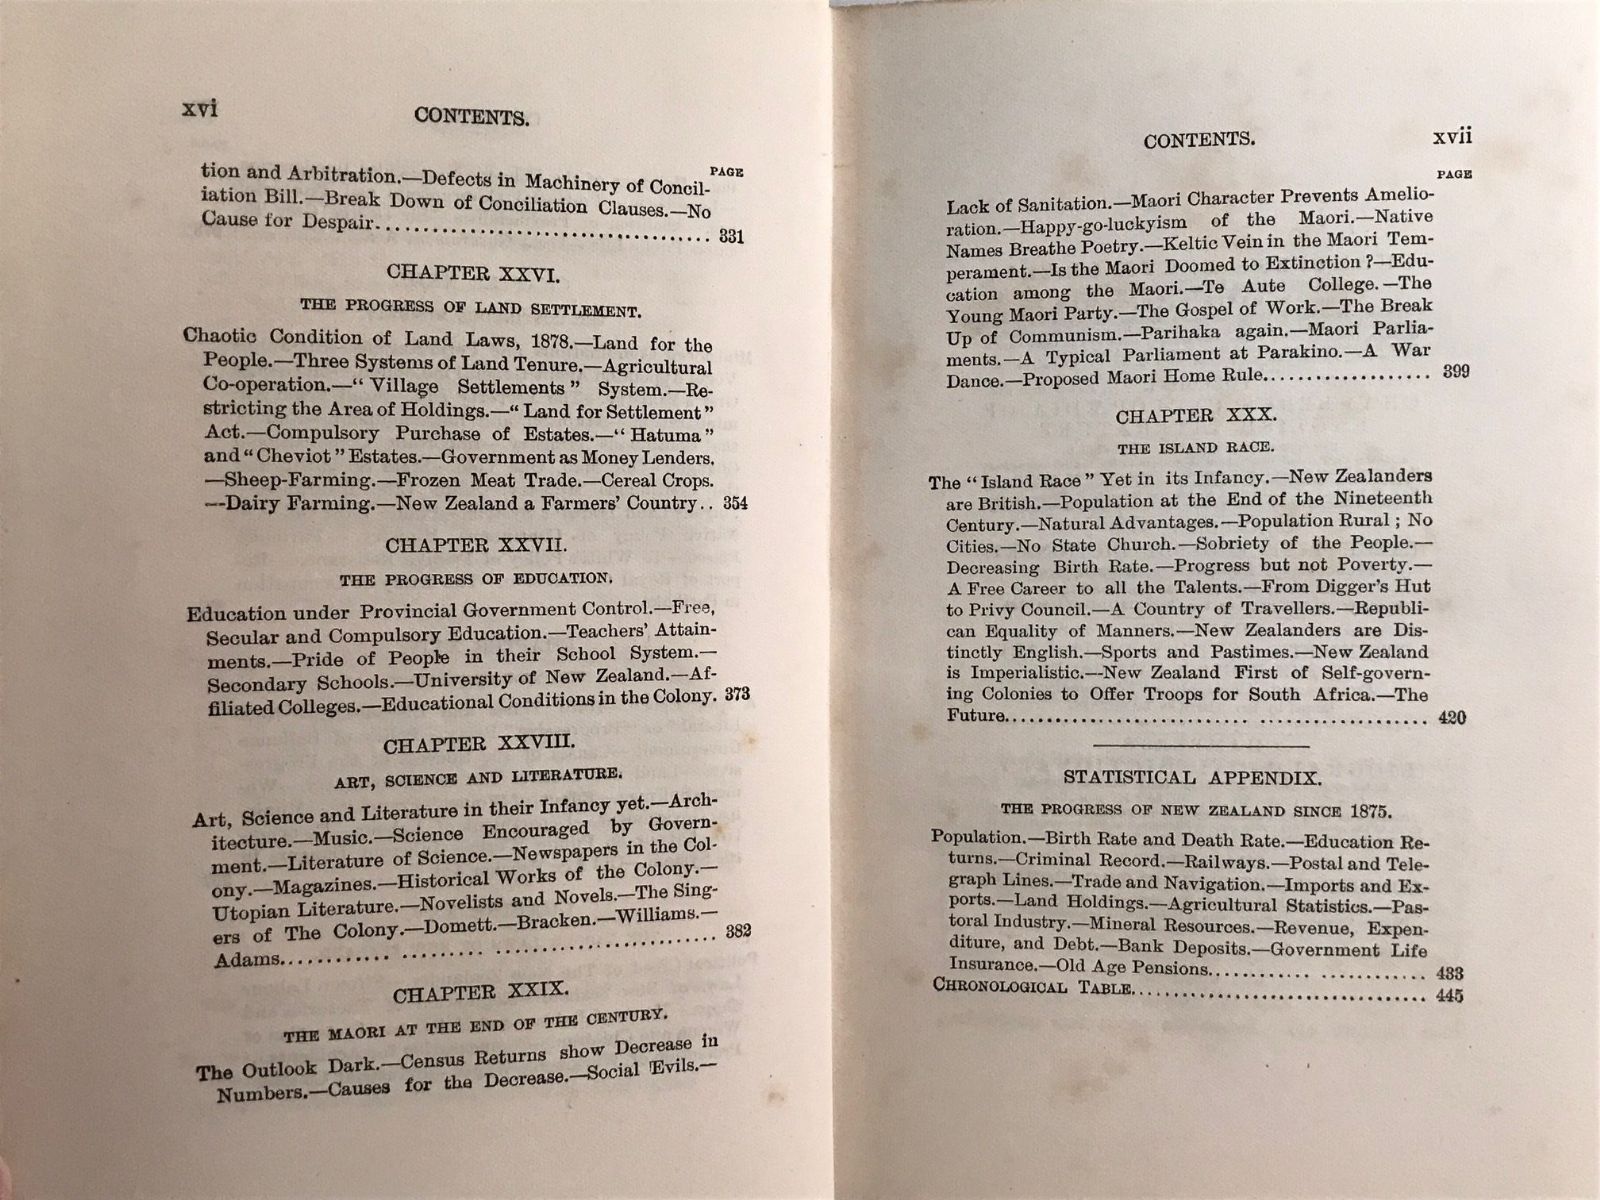 xvi
CONTENTS.
PAGE
tion and Arbitration.—Defects in Machinery of Concil-
iation Bill.—Break Down of Conciliation Clauses.—No
Cause for Despair.................................... 331
CHAPTER XXVI.
THE PROGRESS OF LAND SETTLEMENT.
Chaotic Condition of Land Laws, 1878.—Land for the
People.—Three Systems of Land Tenure.—Agricultural
Co-operation.—“Village Settlements” System.—Re-
stricting the Area of Holdings.—“Land for Settlement”
Act.—Compulsory Purchase of Estates.—“Hatuma”
and “Cheviot” Estates.—Government as Money Lenders.
—Sheep-Farming.—Frozen Meat Trade.—Cereal Crops.
—Dairy Farming.—New Zealand a Farmers’ Country.. 354
CHAPTER XXVII.
THE PROGRESS OF EDUCATION.
Education under Provincial Government Control.—Free,
Secular and Compulsory Education.—Teachers’ Attain-
ments.—Pride of People in their School System.—
Secondary Schools.—University of New Zealand.—Af-
filiated Colleges.—Educational Conditions in the Colony. 373
CHAPTER XXVIII.
ART, SCIENCE AND LITERATURE.
Art, Science and Literature in their Infancy yet.—Arch-
itecture.—Music.—Science Encouraged by Govern-
ment.—Literature of Science.—Newspapers in the Col-
ony.—Magazines.—Historical Works of the Colony.—
Utopian Literature.—Novelists and Novels.—The Sing-
ers of The Colony.—Domett.—Bracken.—Williams.—
Adams............ ......... ........................ 382
CHAPTER XXIX.
THE MAORI AT THE END OF THE CENTURY.
The Outlook Dark.—Census Returns show Decrease in
Numbers.—Causes for the Decrease.—Social Evils.—
CONTENTS.
xvii
PAGE
Lack of Sanitation.—Maori Character Prevents Amelio-
ration.—Happy-go-luckyism of the Maori.—Native
Names Breathe Poetry.—Keltic Vein in the Maori Tem-
perament.—Is the Maori Doomed to Extinction?—Edu-
cation among the Maori.—Te Aute College.—The
Young Maori Party.—The Gospel of Work.—The Break
Up of Communism.—Parihaka again.—Maori Parlia-
ments.—A Typical Parliament at Parakino.—A War
Dance.—Proposed Maori Home Rule................... 399
CHAPTER XXX.
THE ISLAND RACE.
The “Island Race” Yet in its Infancy.—New Zealanders
are British.—Population at the End of the Nineteenth
Century.—Natural Advantages.—Population Rural; No
Cities.—No State Church.—Sobriety of the People.—
Decreasing Birth Rate.—Progress but not Poverty.—
A Free Career to all the Talents.—From Digger’s Hut
to Privy Council.—A Country of Travellers.—Republi-
can Equality of Manners.—New Zealanders are Dis-
tinctly English.—Sports and Pastimes.—New Zealand
is Imperialistic.—New Zealand First of Self-govern-
ing Colonies to Offer Troops for South Africa.—The
Future........................... .................... 420
STATISTICAL APPENDIX.
THE PROGRESS OF NEW ZEALAND SINCE 1875.
Population.—Birth Rate and Death Rate.—Education Re-
turns.—Criminal Record.—Railways.—Postal and Tele-
graph Lines.—Trade and Navigation.—Imports and Ex-
ports.—Land Holdings.—Agricultural Statistics.—Pas-
toral Industry.—Mineral Resources.—Revenue, Expen-
diture, and Debt.—Bank Deposits.—Government Life
Insurance.—Old Age Pensions............ ............ 433
CHRONOLOGICAL TABLE.................................. 445